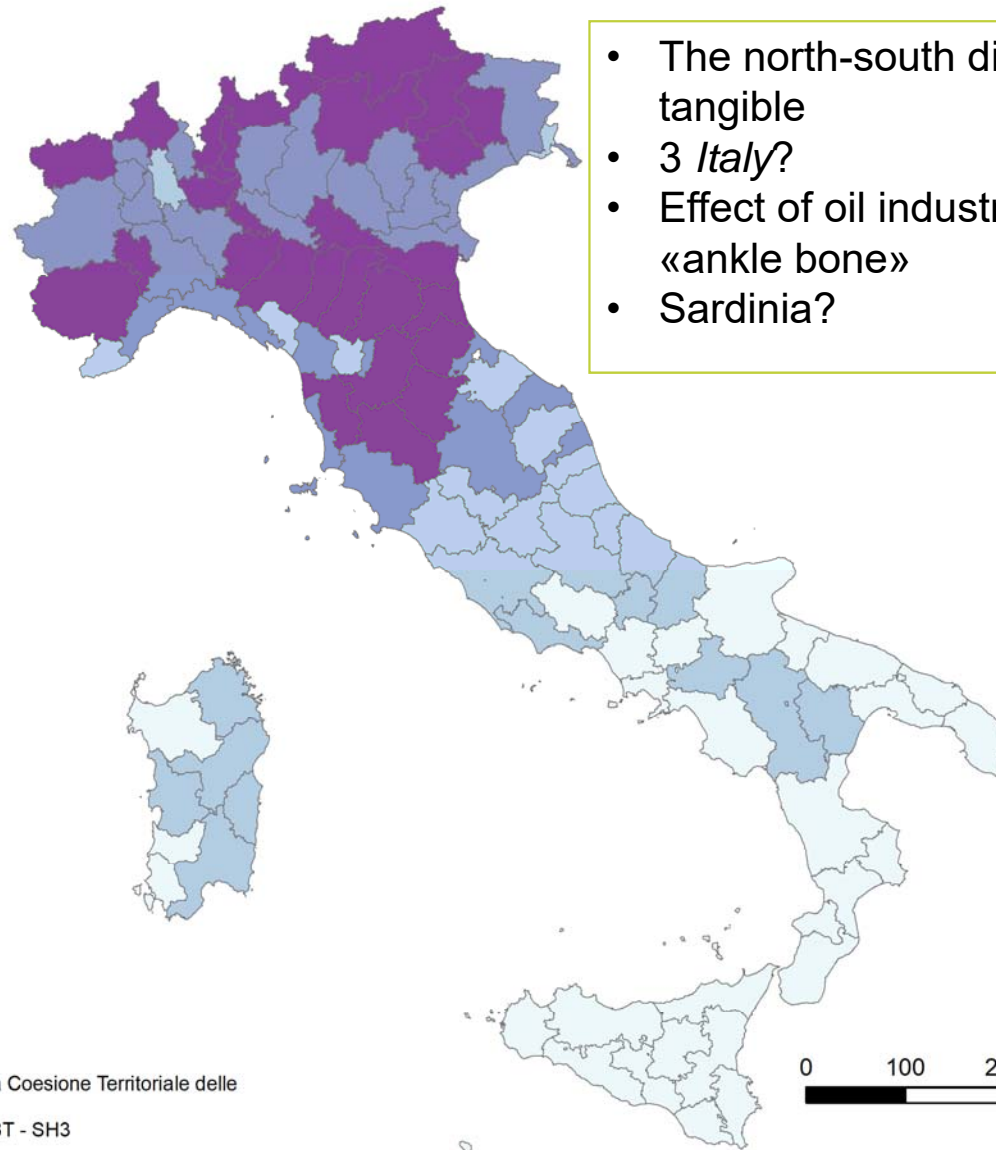 • The north-south di
tangible
• 3 Italy?
• Effect of oil industr
«ankle bone»
• Sardinia?
Coesione Territoriale delle
T - SH3
0 100 2